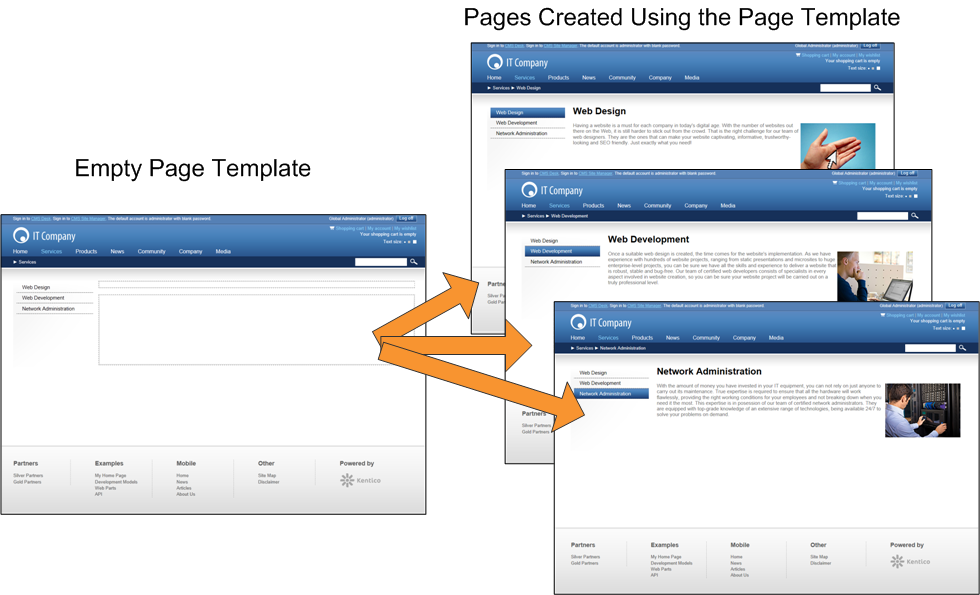 Pages Created Using the Page Template
Empty Page Template
Sign in to CMS Desk. Sign in to CMS Site Manager. The default account is administrator with blank password.
Global Administrator (administrator) Log off
Shopping cart | My account | My wishlist
Your shopping cart is empty
Text size:
IT Company
Home Services Products News Community Company Media
Services
Web Design
Web Development
Network Administration
Partners
Silver Partners
Gold Partners
Examples
My Home Page
Development Models
Web Parts
API
Mobile
Home
News
Articles
About Us
Other
Site Map
Disclaimer
Powered by
Kentico
Sign in to CMS Desk. Sign in to CMS Site Manager. The default account is administrator with blank password.
Global Administrator (administrator) Log off
Shopping cart | My account | My wishlist
Your shopping cart is empty
Text size:
IT Company
Home Services Products News Community Company Media
Services Web Design
Web Design
Web Development
Network Administration
Web Design
Having a website is a must for each company in today's digital age. With the number of websites out
there on the Web, it is still harder to stick out from the crowd. That is the right challenge for our team of
web designers. They are the ones that can make your website captivating, informative, trustworthy-
looking and SEO friendly. Just exactly what you need!
Partne
Silver Pa
Gold Par
Sign in to CMS Desk. Sign in to CMS Site Manager. The default account is administrator with blank password.
Global Administrator (administrator) Log off
Shopping cart | My account | My wishlist
Your shopping cart is empty
Text size:
IT Company
Home Services Products News Community Company Media
Services Web Development
Web Design
Web Development
Network Administration
Web Development
Once a suitable web design is created, the time comes for the website's implementation. As we have
experience with hundreds of website projects, ranging from static presentations and microsites to huge
enterprise-level projects, you can be sure we have all the skills and experience to deliver a website that
is robust, stable and bug-free. Our team of certified web developers consists of specialists in every
aspect involved in website creation, so you can be sure your website project will be carried out on a
truly professional level.
Partners
Silver Partners
Gold Partners
Sign in to CMS Desk. Sign in to CMS Site Manager. The default account is administrator with blank password.
Global Administrator (administrator) Log off
Shopping cart | My account | My wishlist
Your shopping cart is empty
Text size:
IT Company
Home Services Products News Community Company Media
Services Network Administration
Web Design
Web Development
Network Administration
Network Administration
With the amount of money you have invested in your IT equpment, you can not rely on just anyone to
carry out its maintenance. True expertise is required to ensure that all the hardware will work
flawlessly, providing the right working conditions for your employees and not breaking down when you
need it the most. This expertise is in posession of our team of certified network administrators. They
are equipped with top-grade knowledge of an extensive range of technologies, being available 24/7 to
solve your problems on demand.
Partners
Silver Partners
Gold Partners
Examples
My Home Page
Development Models
Web Parts
API
Mobile
Home
News
Articles
About Us
Other
Site Map
Disclaimer
Powered by
Kentico